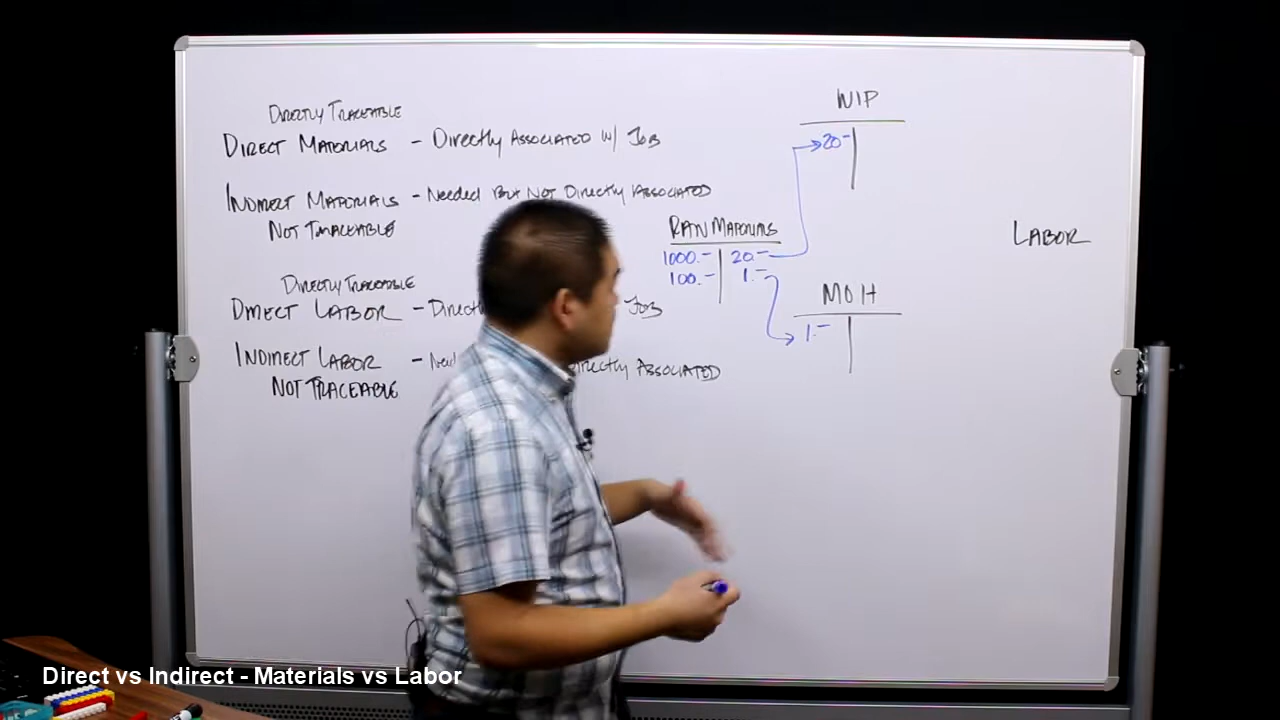 DIRECTLY TRACEABLE
DIRECT MATERIALS - DIRECTLY ASSOCIATED W/ JOB
INDIRECT MATERIALS - NEEDED BUT NOT DIRECTLY ASSOCIATED
NOT TRACEABLE
DIRECTLY TRACEABLE
DIRECT LABOR - JOB
INDIRECT LABOR - DIRECTLY ASSOCIATED
NOT TRACEABLE
RAW MATERIALS
1000.- 20.-
100.- 1.-
WIP
20-
MOH
1.-
LABOR
Direct vs Indirect - Materials vs Labor